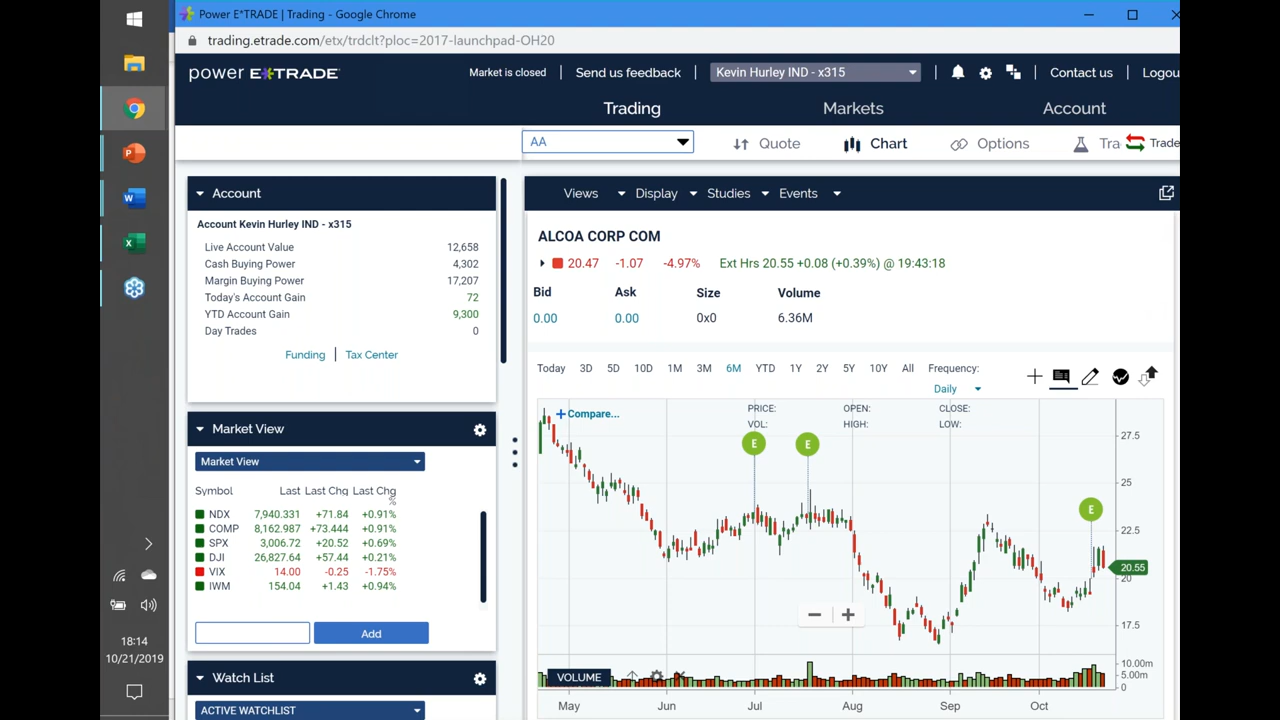 Power E*TRADE | Trading - Google Chrome
trading.etrade.com/etx/trdclt?ploc=2017-launchpad-OH20
power E*TRADE
Market is closed
Send us feedback
Kevin Hurley IND - x315
Contact us
Logou
Trading
Markets
Account
AA
Quote
Chart
Options
Tra
Trade
Account
Account Kevin Hurley IND - x315
Live Account Value 12,658
Cash Buying Power 4,302
Margin Buying Power 17,207
Today's Account Gain 72
YTD Account Gain 9,300
Day Trades 0
Funding | Tax Center
Market View
Market View
Symbol Last Last Chg Last Chg
NDX 7,940.331 +71.84 +0.91%
COMP 8,162.987 +73.444 +0.91%
SPX 3,006.72 +20.52 +0.69%
DJI 26,827.64 +57.44 +0.21%
VIX 14.00 -0.25 -1.75%
IWM 154.04 +1.43 +0.94%
Add
Watch List
ACTIVE WATCHLIST
Views
Display
Studies
Events
ALCOA CORP COM
20.47 -1.07 -4.97% Ext Hrs 20.55 +0.08 (+0.39%) @ 19:43:18
Bid Ask Size Volume
0.00 0.00 0x0 6.36M
Today 3D 5D 10D 1M 3M 6M YTD 1Y 2Y 5Y 10Y All Frequency:
Daily
Compare...
PRICE: OPEN: CLOSE:
VOL: HIGH: LOW:
E
E
E
27.5
25
22.5
20.55
20
17.5
VOLUME
10.00m
5.00m
0
May Jun Jul Aug Sep Oct
18:14
10/21/2019